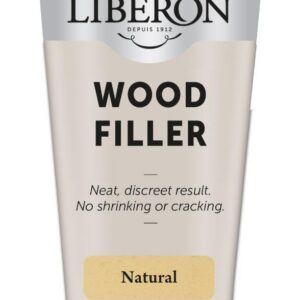 LIBERON
DEPUIS 1912
WOOD
FILLER
Neat, discreet result.
No shrinking or cracking.
Natural